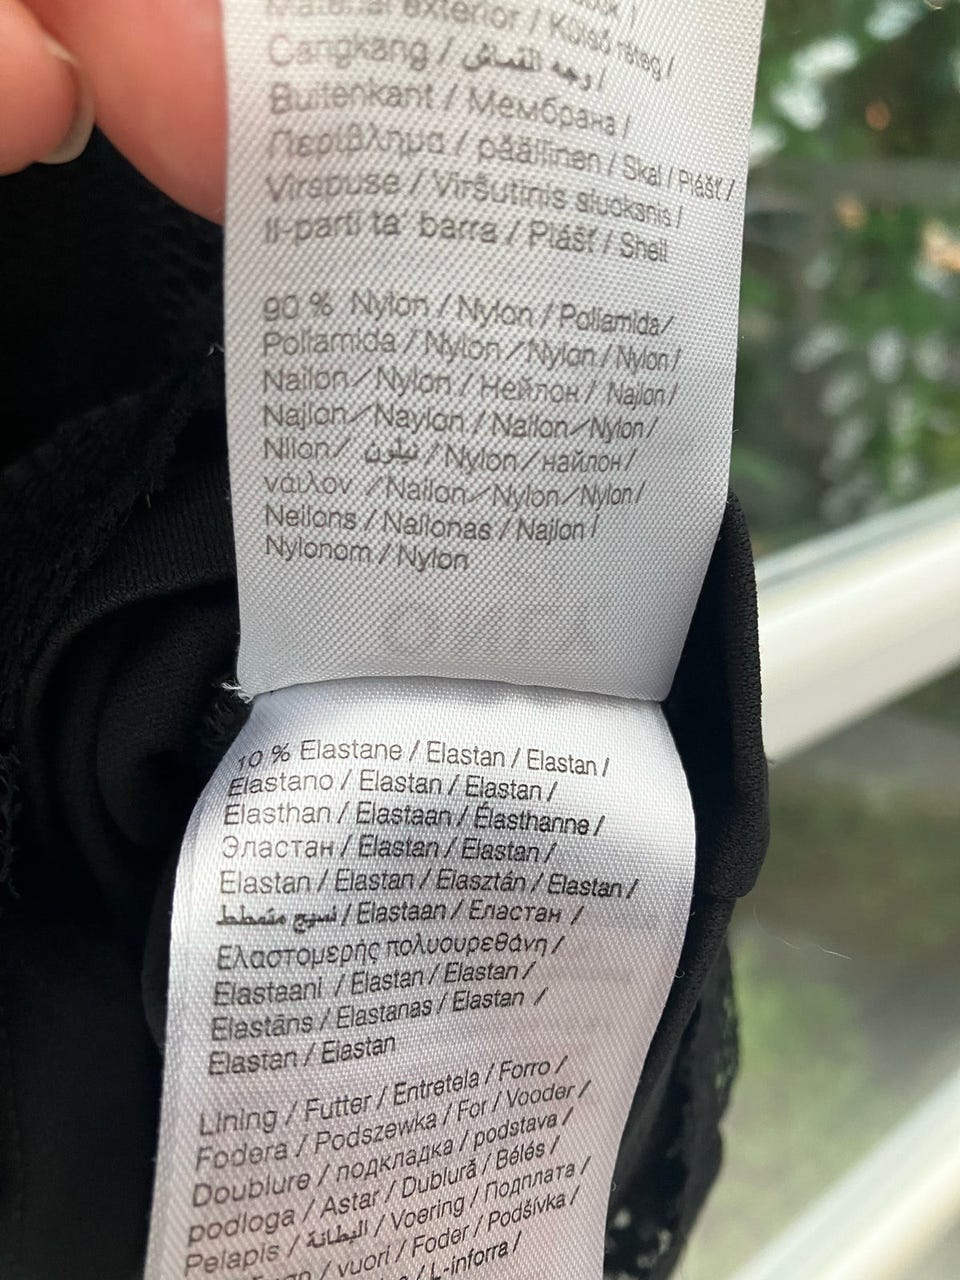 Material exterior / Külső réteg /
Cangkang / وجه القماش /
Buitenkant / Мембрана /
Περίβλημα / päällinen / Skal / Plášť /
Virspuse / Viršutinis sluoksnis /
Il-parti ta' barra / Plášť / Shell
90 % Nylon / Nylon / Poliamida /
Poliamida / Nylon / Nylon / Nylon /
Nailon / Nylon / Нейлон / Najlon /
Najlon / Naylon / Nailon / Nylon /
Nilon / نيلون / Nylon / найлон /
νάιλον / Nailon / Nylon / Nylon /
Neilons / Nailonas / Najlon /
Nylonom / Nylon
10 % Elastane / Elastan / Elastan /
Elastano / Elastan / Elastan /
Elasthan / Elastaan / Élasthanne /
Эластан / Elastan / Elastan /
Elastan / Elastan / Elasztán / Elastan /
نسيج متمطط / Elastaan / Еластан /
Ελαστομερής πολυουρεθάνη /
Elastaani / Elastan / Elastan /
Elastāns / Elastanas / Elastan /
Elastan / Elastan
Lining / Futter / Entretela / Forro /
Fodera / Podszewka / For / Vooder /
Doublure / подкладка / podstava /
podloga / Astar / Dublură / Bélés /
Pelapis / البطانة / Voering / Подплата /
/ vuori / Foder / Podšívka /
/ L-inforra /